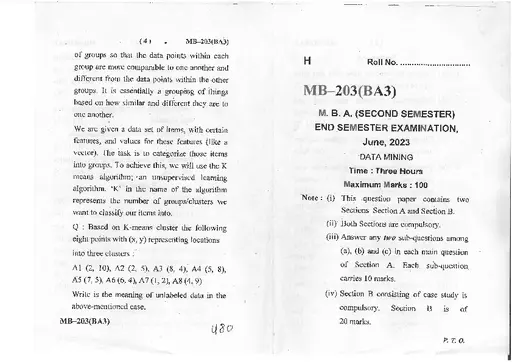 ( 4 ) MB–203(BA3)
of groups so that the data points within each
group are more comparable to one another and
different from the data points within the other
groups. It is essentially a grouping of things
based on how similar and different they are to
one another.
We are given a data set of items, with certain
features, and values for these features (like a
vector). The task is to categorize those items
into groups. To achieve this, we will use the K
means algorithm; an unsupervised learning
algorithm. 'K' in the name of the algorithm
represents the number of groups/clusters we
want to classify our items into.
Q : Based on K-means cluster the following
eight points with (x, y) representing locations
into three clusters :
A1 (2, 10), A2 (2, 5), A3 (8, 4), A4 (5, 8),
A5 (7, 5), A6 (6, 4), A7 (1, 2), A8 (4, 9)
Write is the meaning of unlabeled data in the
above-mentioned case.
MB–203(BA3)
480
H Roll No. ..............................
MB–203(BA3)
M. B. A. (SECOND SEMESTER)
END SEMESTER EXAMINATION,
June, 2023
DATA MINING
Time : Three Hours
Maximum Marks : 100
Note : (i) This question paper contains two
Sections Section A and Section B.
(ii) Both Sections are compulsory.
(iii) Answer any two sub-questions among
(a), (b) and (c) in each main question
of Section A. Each sub-question
carries 10 marks.
(iv) Section B consisting of case study is
compulsory. Section B is of
20 marks.
P. T. O.